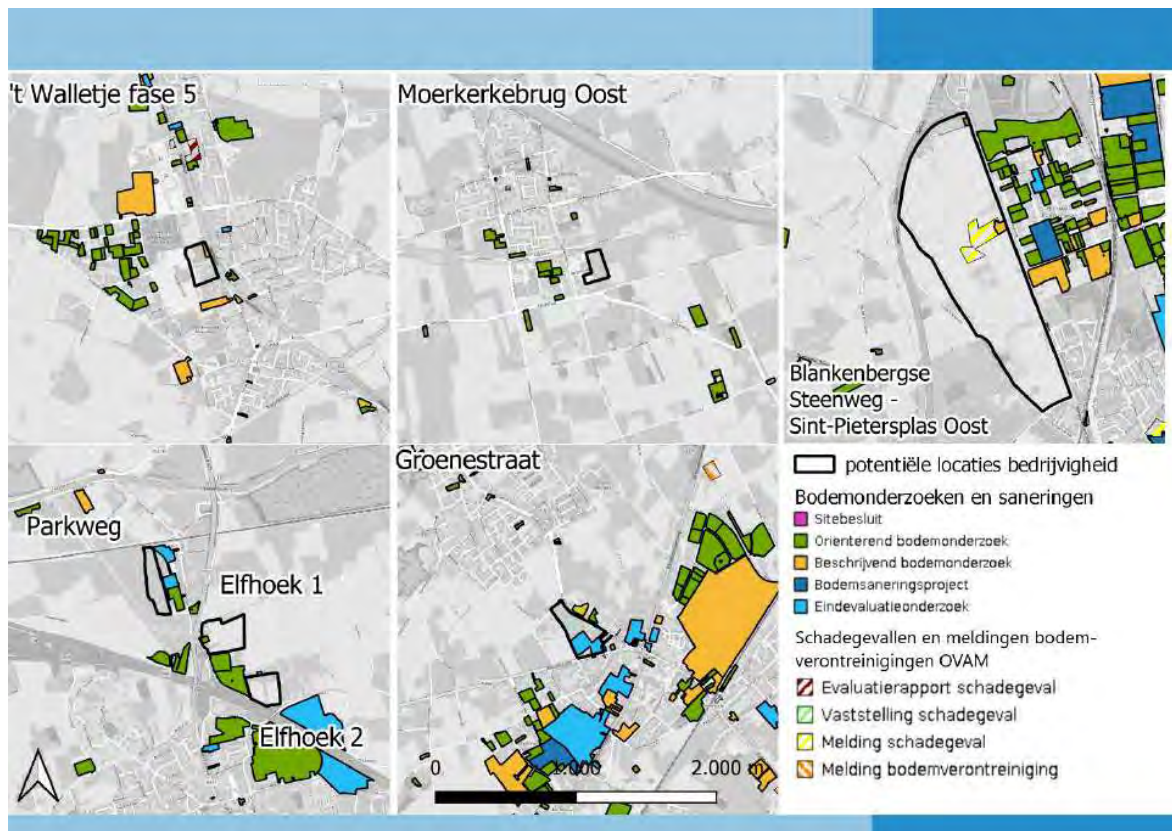 't Walletje fase 5
Moerkerkebrug Oost
Blankenbergse
Steenweg -
Sint-Pietersplas Oost
Parkweg
Elfhoek 1
Elfhoek 2
Groenestraat
0
1.000
2.000 m
potentiële locaties bedrijvigheid
Bodemonderzoeken en saneringen
Sitebesluit
Oriënterend bodemonderzoek
Beschrijvend bodemonderzoek
Bodemsaneringsproject
Eindevaluatieonderzoek
Schadegevallen en meldingen bodem-
verontreinigingen OVAM
Evaluatierapport schadegeval
Vaststelling schadegeval
Melding schadegeval
Melding bodemverontreiniging